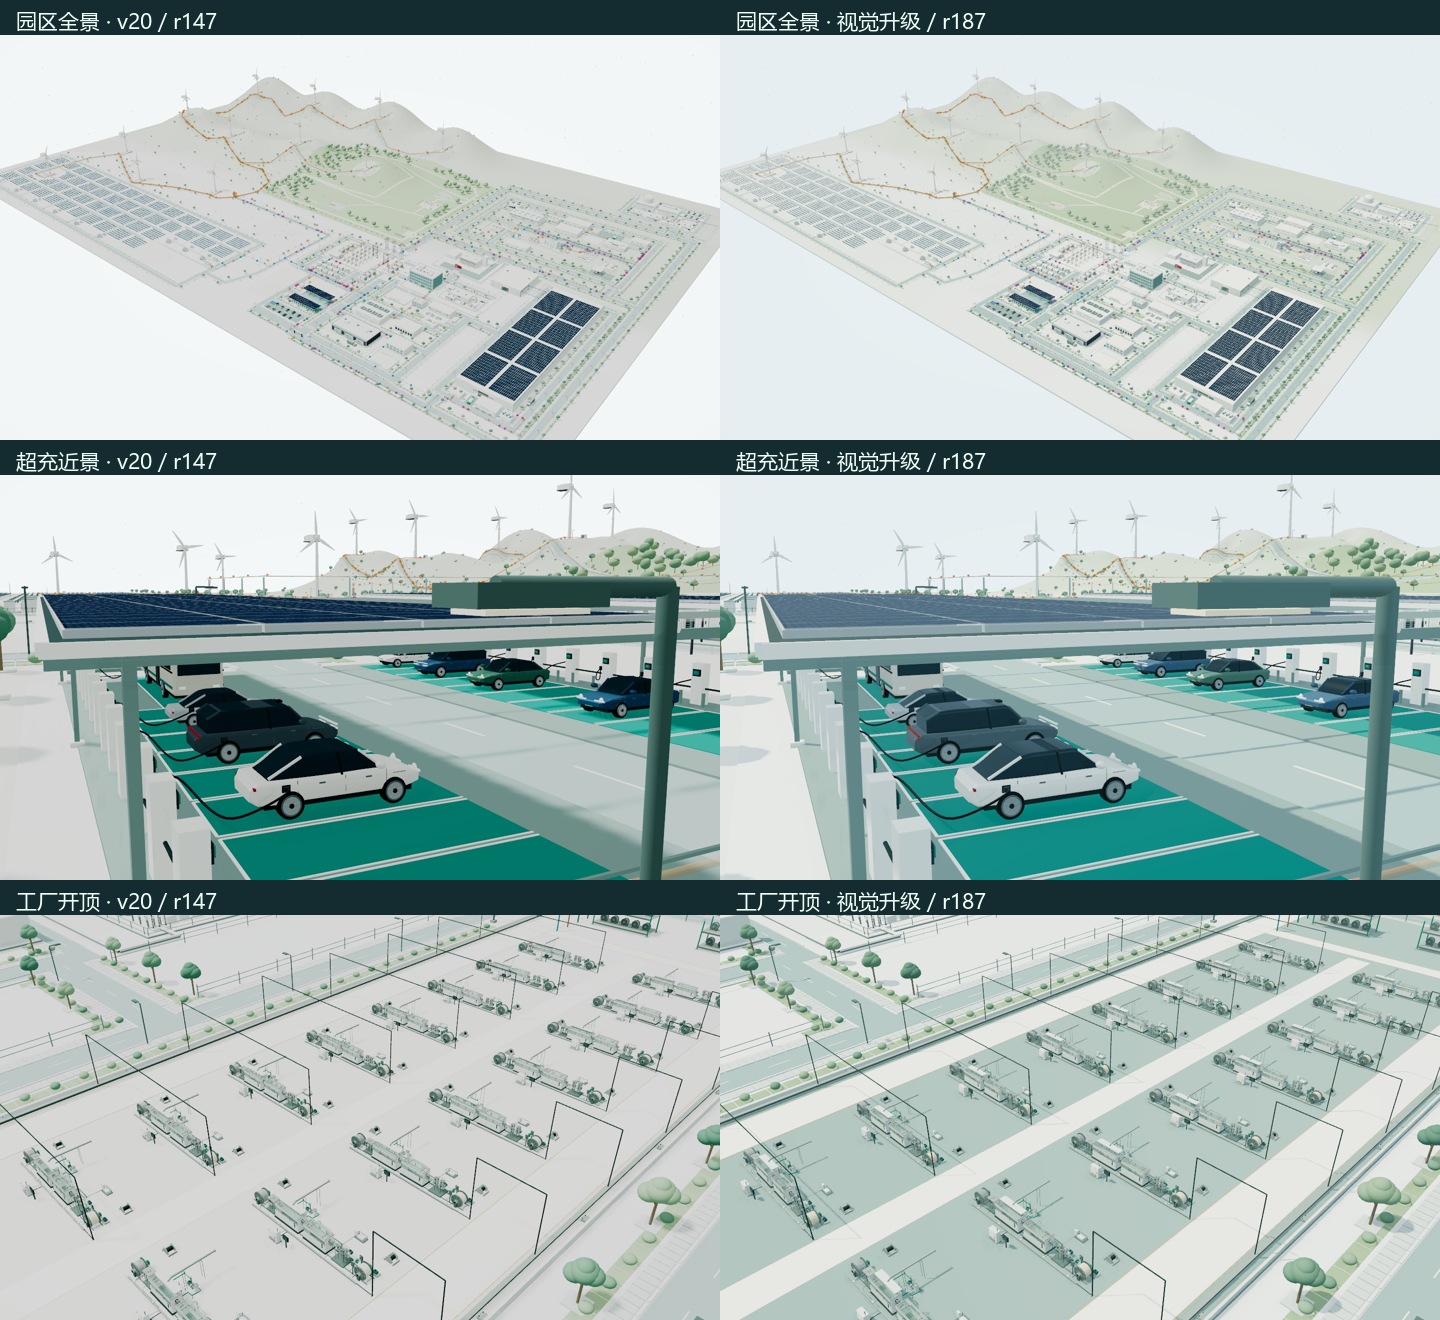 园区全景 · v20 / r147
园区全景 · 视觉升级 / r187
超充近景 · v20 / r147
超充近景 · 视觉升级 / r187
工厂开顶 · v20 / r147
工厂开顶 · 视觉升级 / r187